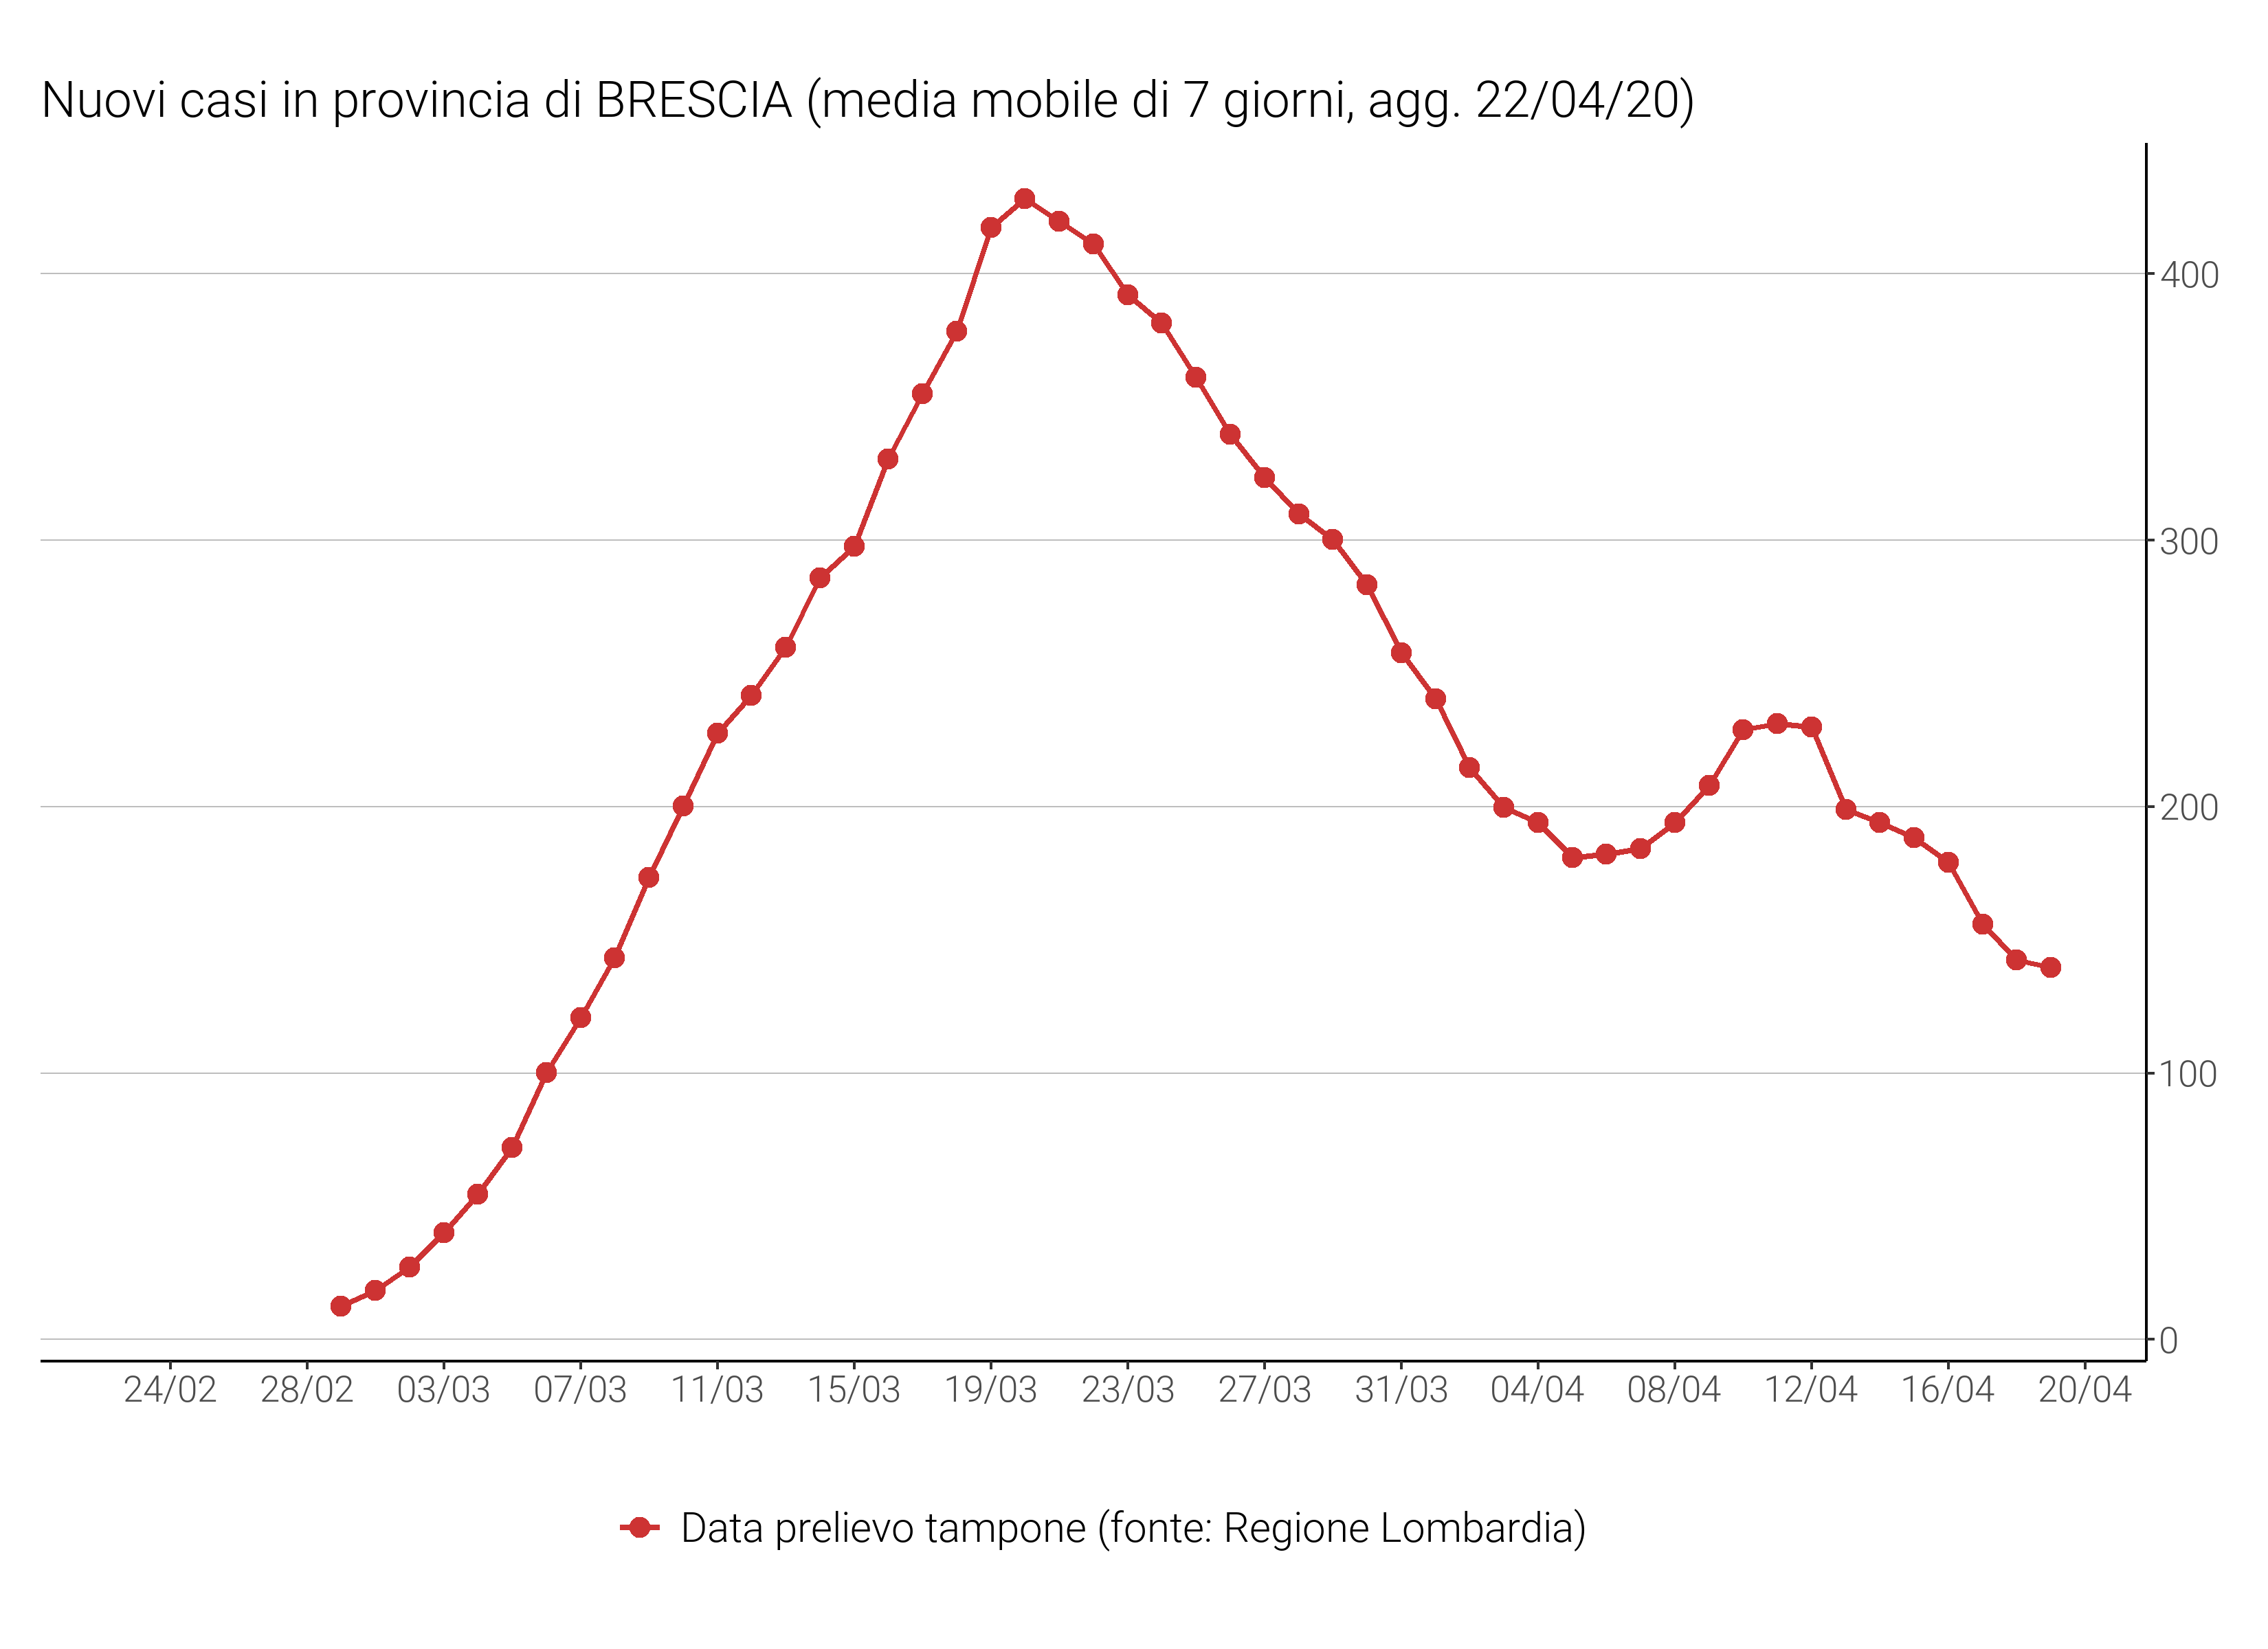 Nuovi casi in provincia di BRESCIA (media mobile di 7 giorni, agg. 22/04/20)
400
300
200
100
0
24/02 28/02 03/03 07/03 11/03 15/03 19/03 23/03 27/03 31/03 04/04 08/04 12/04 16/04 20/04
Data prelievo tampone (fonte: Regione Lombardia)